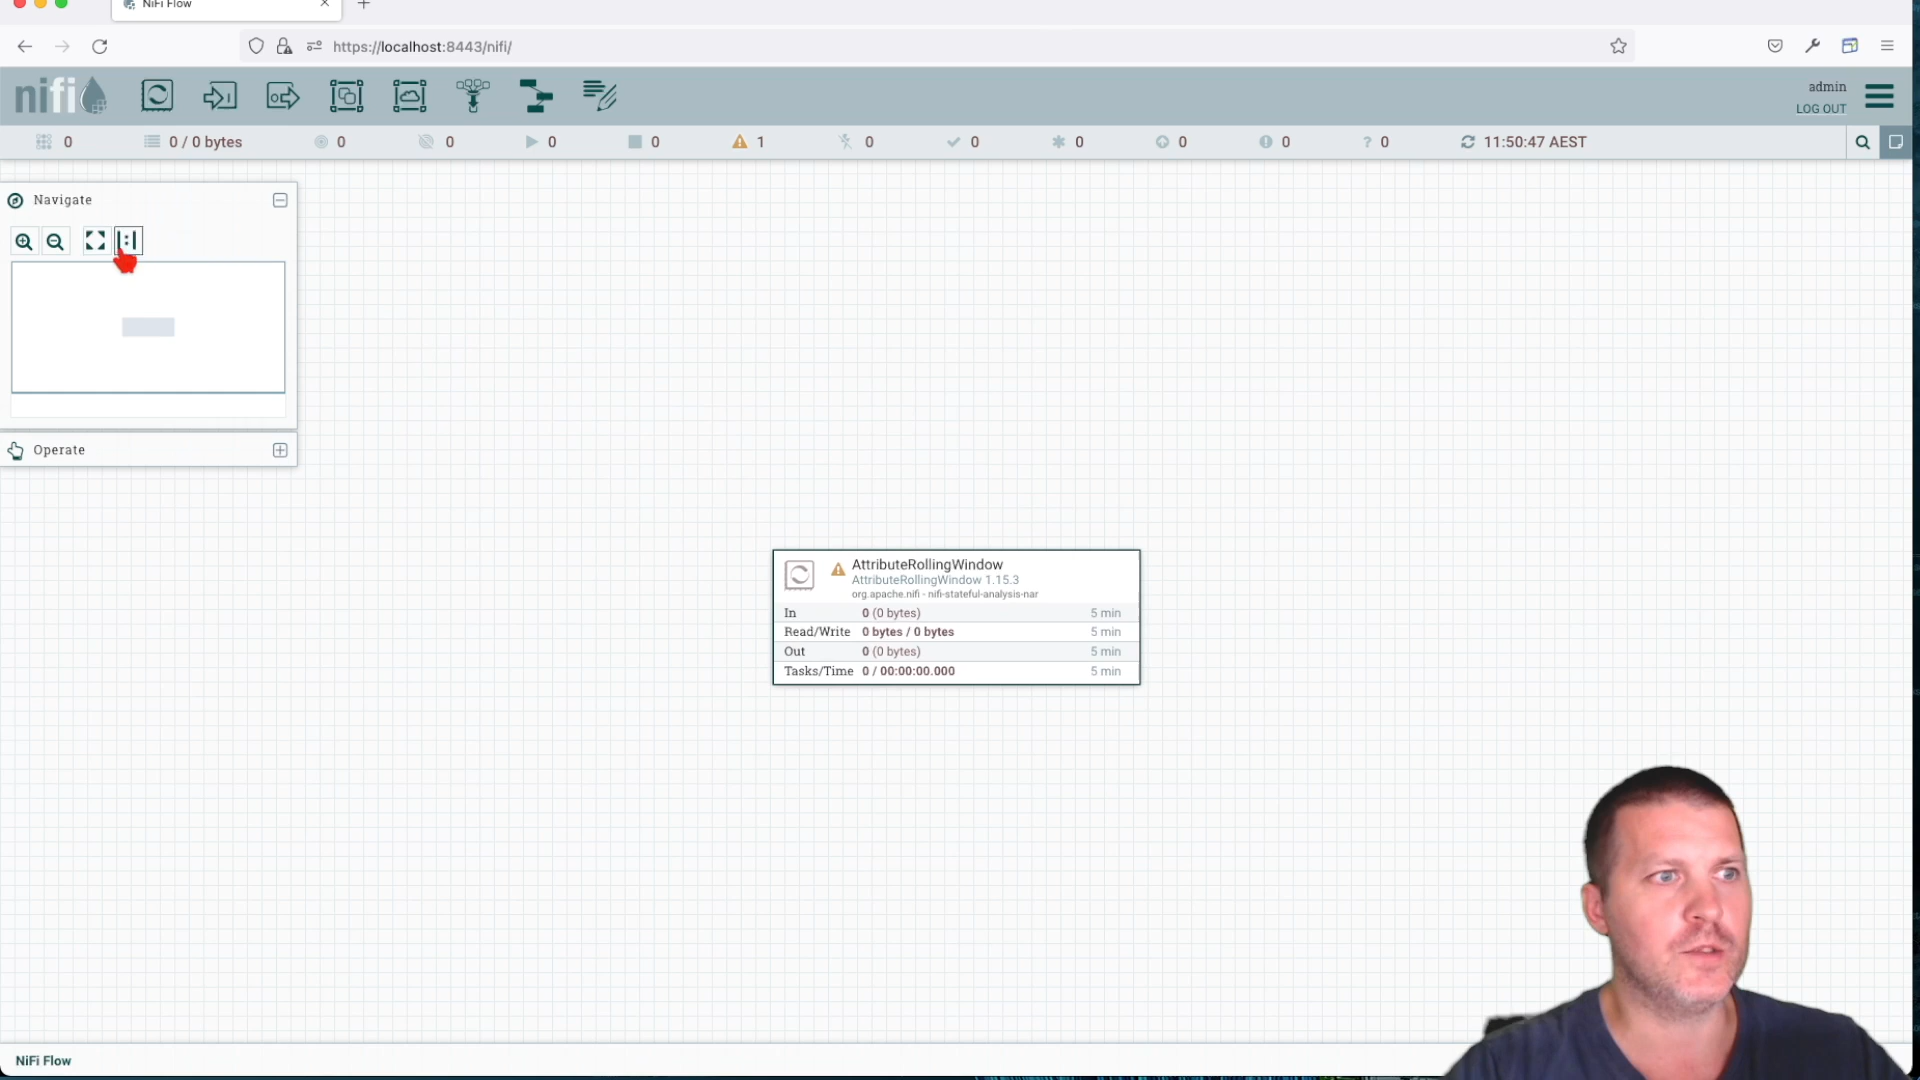 NiFi Flow
https://localhost:8443/nifi/
nifi
admin
LOG OUT
0
0 / 0 bytes
0
0
0
0
1
0
0
0
0
0
0
11:50:47 AEST
Navigate
Operate
AttributeRollingWindow
AttributeRollingWindow 1.15.3
org.apache.nifi - nifi-stateful-analysis-nar
In 0 (0 bytes) 5 min
Read/Write 0 bytes / 0 bytes 5 min
Out 0 (0 bytes) 5 min
Tasks/Time 0 / 00:00:00.000 5 min
NiFi Flow